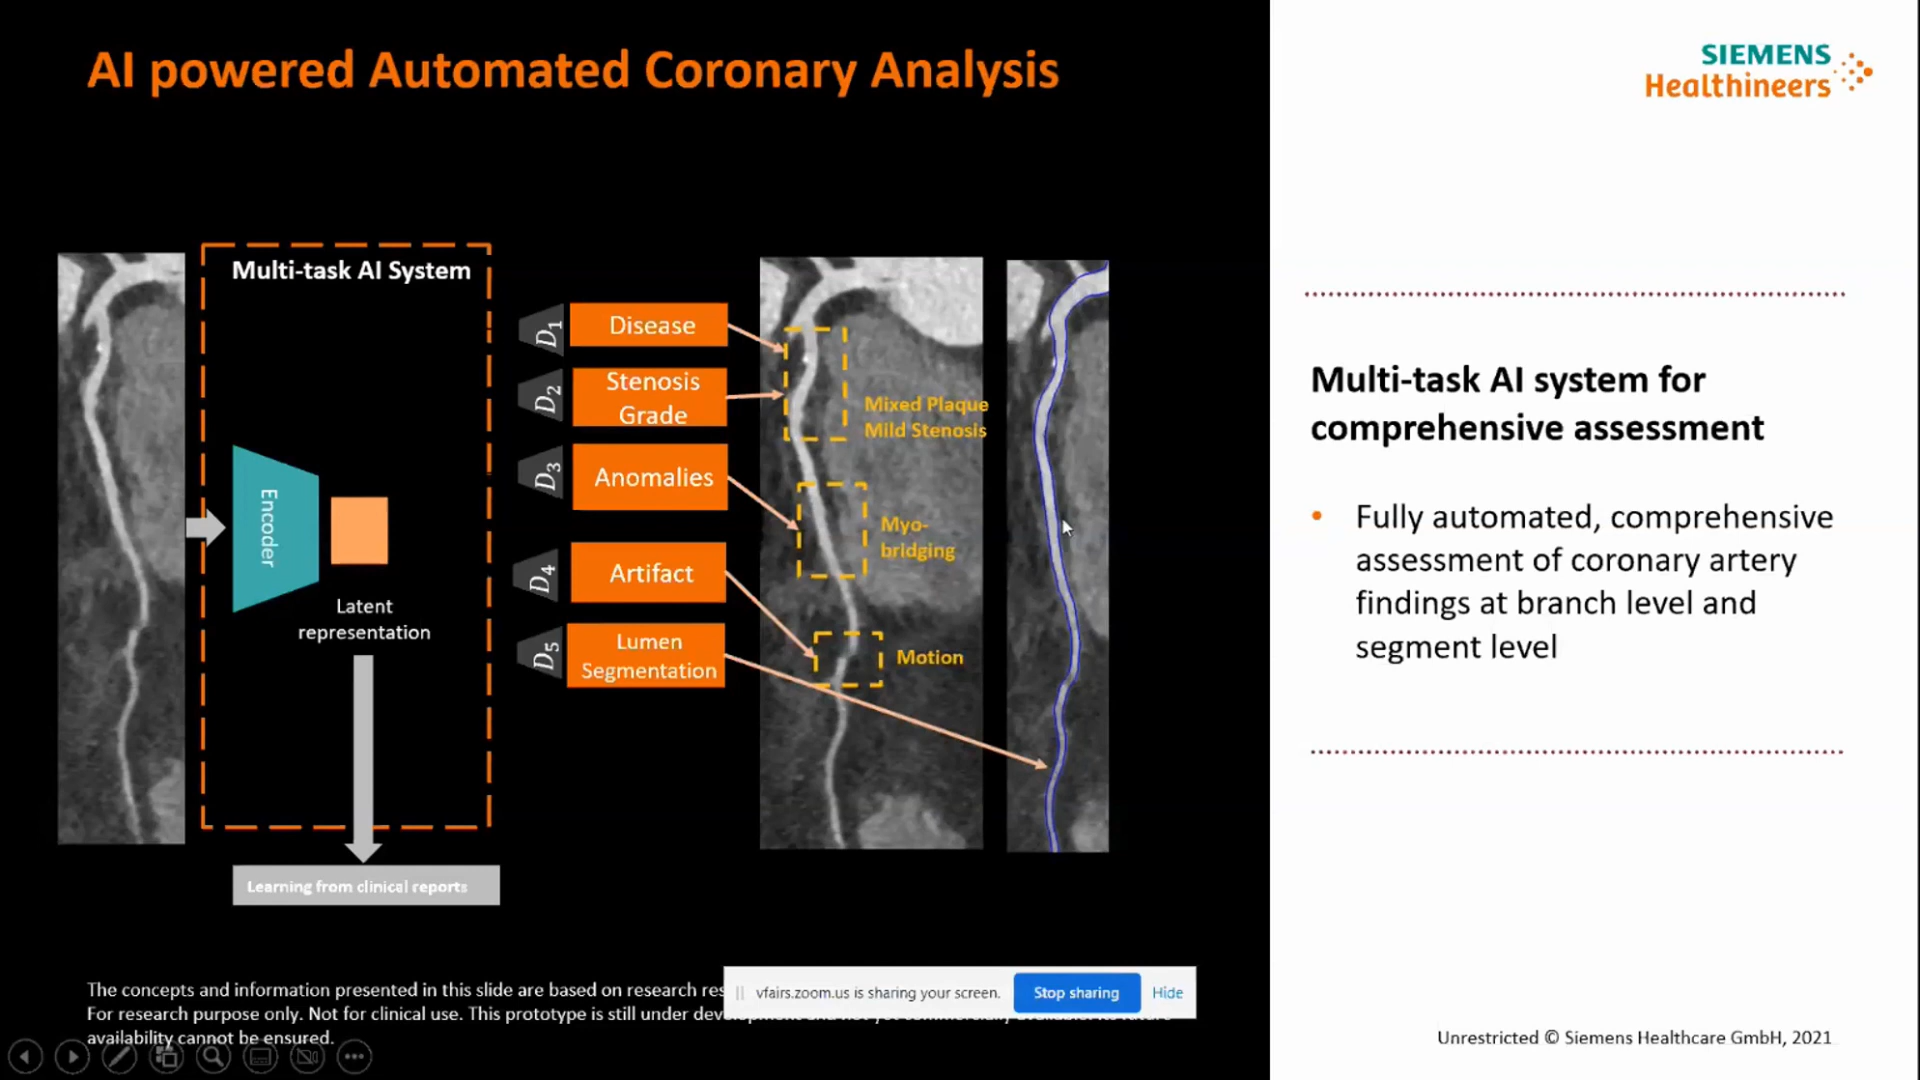 AI powered Automated Coronary Analysis
SIEMENS
Healthineers
Multi-task AI System
Encoder
Latent
representation
Learning from clinical reports
D1
Disease
D2
Stenosis
Grade
D3
Anomalies
D4
Artifact
D5
Lumen
Segmentation
Mixed Plaque
Mild Stenosis
Myo-
bridging
Motion
Multi-task AI system for
comprehensive assessment
• Fully automated, comprehensive
assessment of coronary artery
findings at branch level and
segment level
The concepts and information presented in this slide are based on research
For research purpose only. Not for clinical use. This prototype is still under
availability cannot be ensured.
vfairs.zoom.us is sharing your screen.
Stop sharing
Hide
Unrestricted © Siemens Healthcare GmbH, 2021